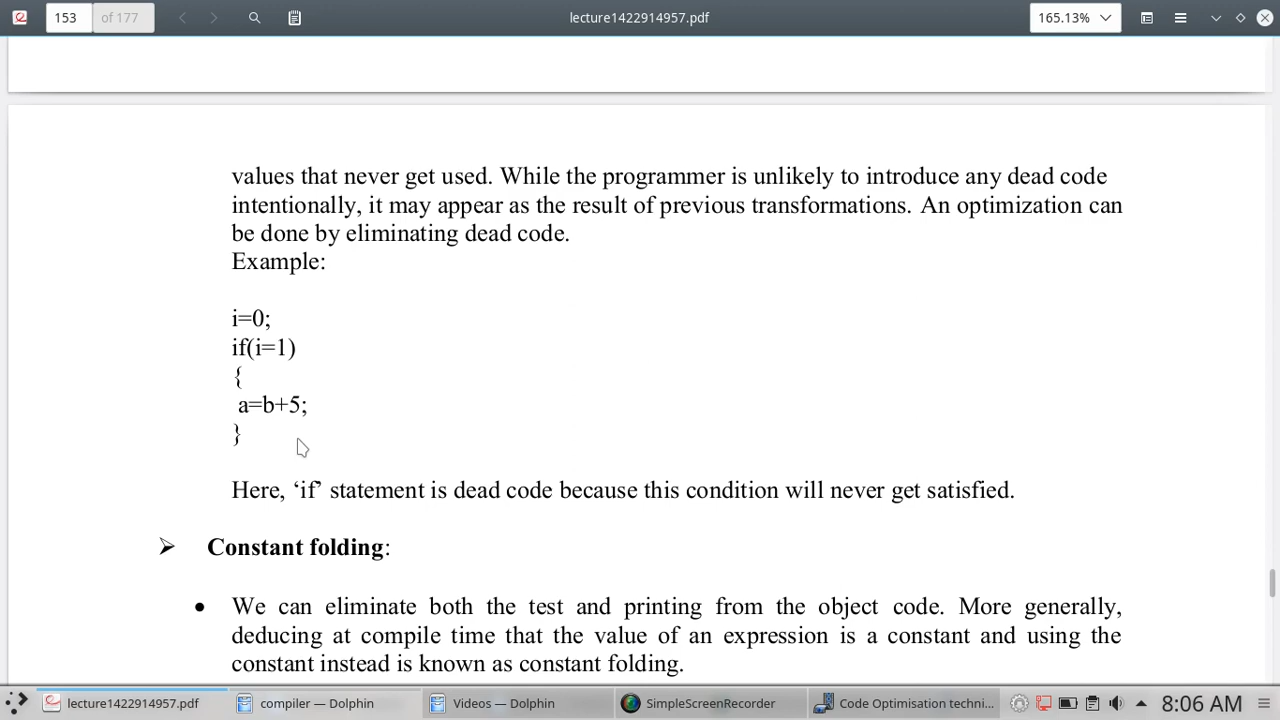 153 of 177 lecture1422914957.pdf 165.13%
values that never get used. While the programmer is unlikely to introduce any dead code
intentionally, it may appear as the result of previous transformations. An optimization can
be done by eliminating dead code.
Example:
i=0;
if(i=1)
{
a=b+5;
}
Here, ‘if’ statement is dead code because this condition will never get satisfied.
➢ Constant folding:
• We can eliminate both the test and printing from the object code. More generally,
deducing at compile time that the value of an expression is a constant and using the
constant instead is known as constant folding.
lecture1422914957.pdf compiler — Dolphin Videos — Dolphin SimpleScreenRecorder Code Optimisation techni... 8:06 AM